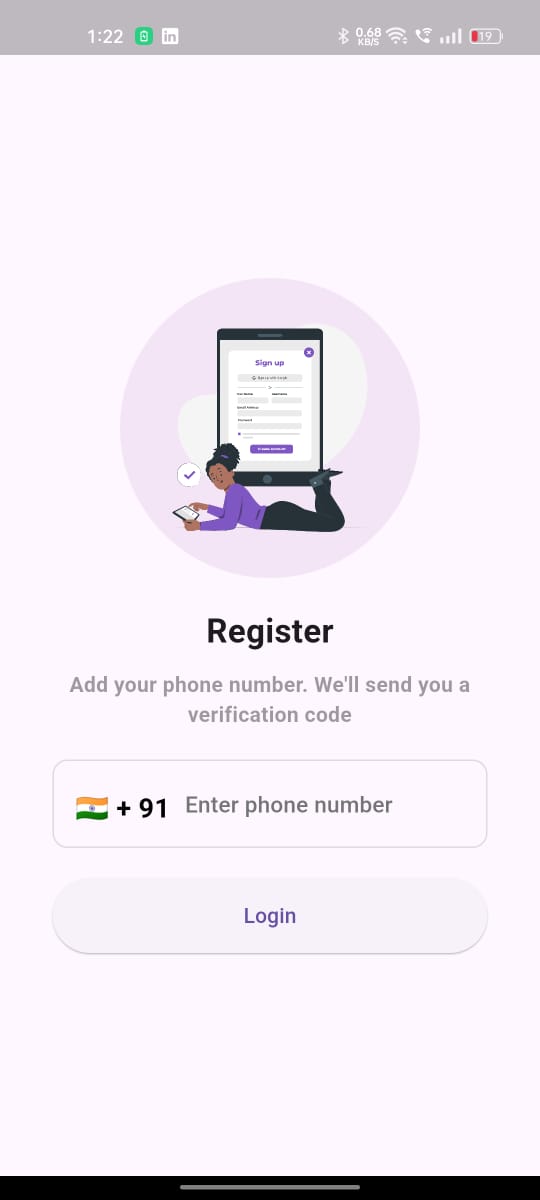 1:22
0.68
KB/S
19
Sign up
Register
Add your phone number. We'll send you a
verification code
+ 91 Enter phone number
Login